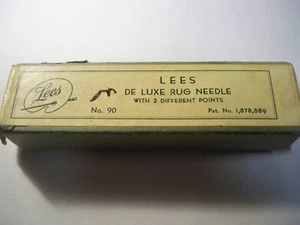 Lees
LEES
DE LUXE RUG NEEDLE
WITH 2 DIFFERENT POINTS
No. 90
Pat. No. 1,878,889